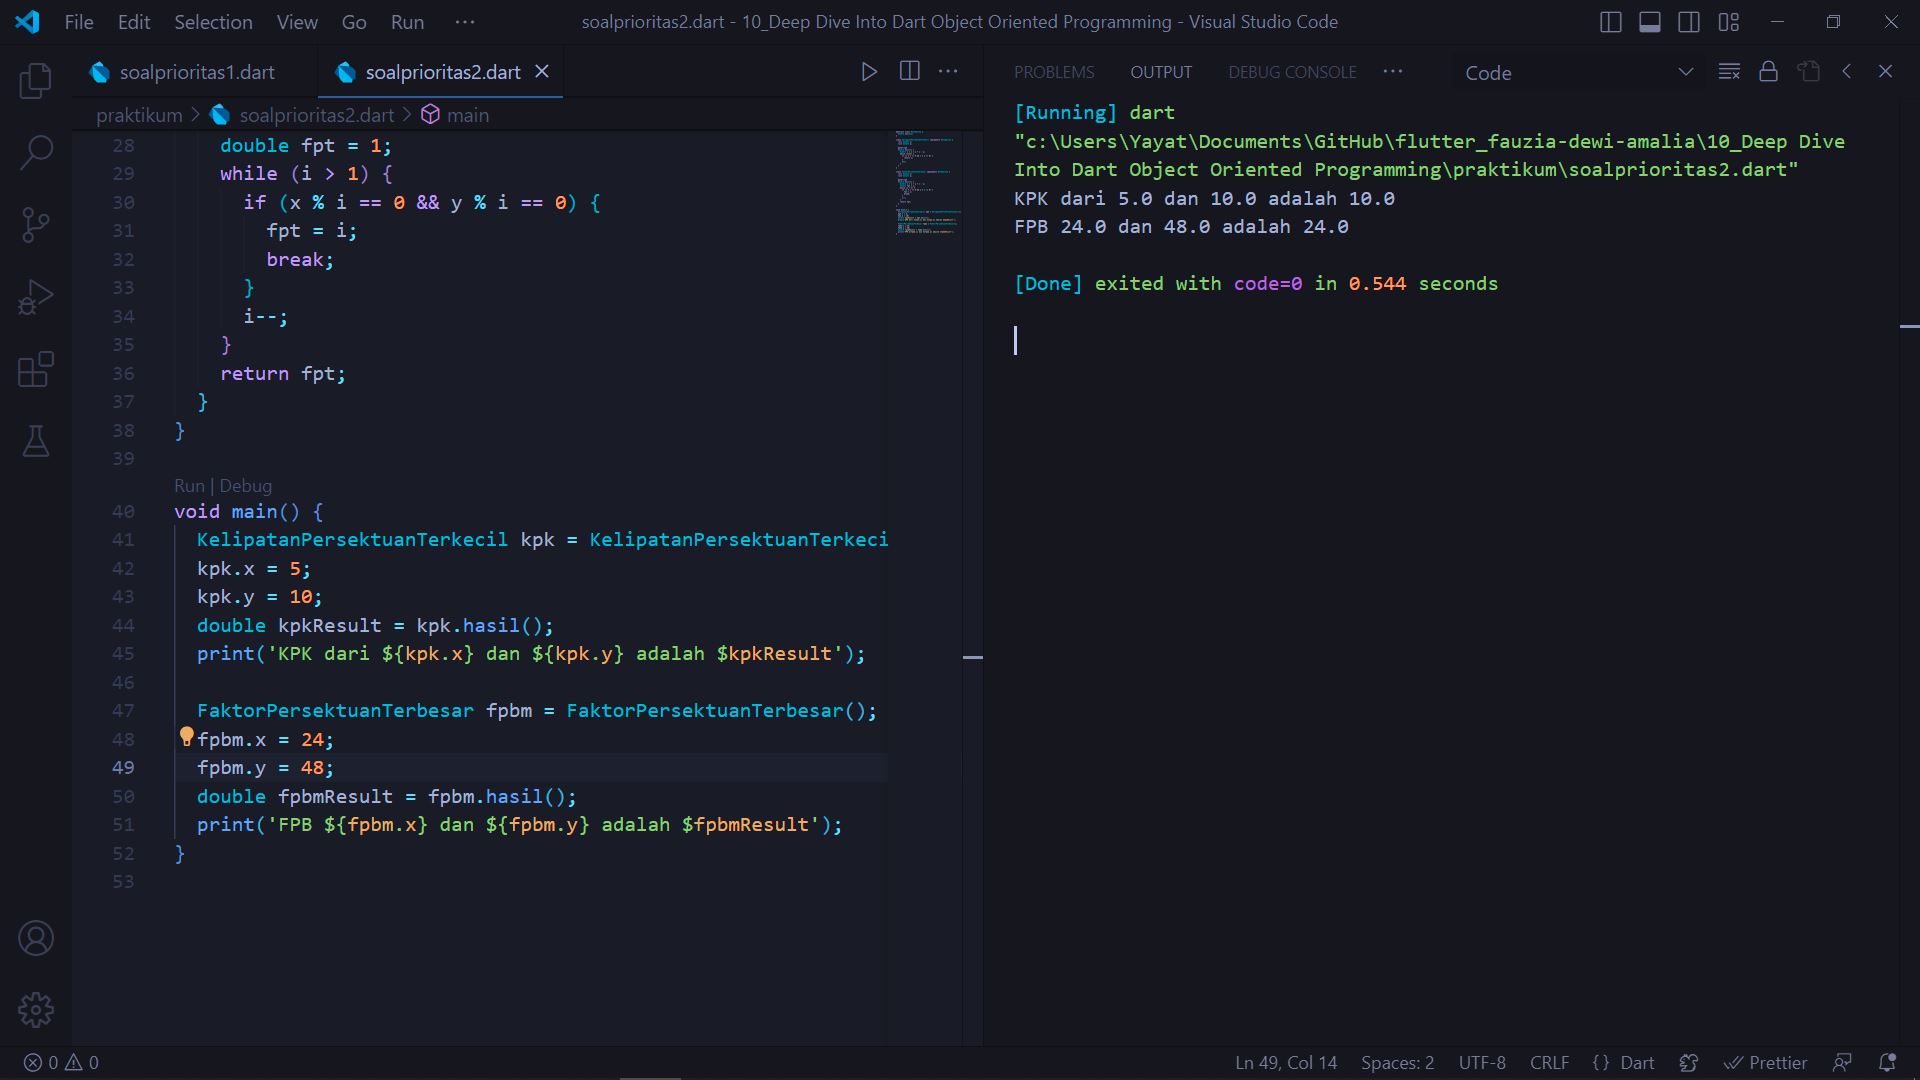 File Edit Selection View Go Run ··· soalprioritas2.dart - 10_Deep Dive Into Dart Object Oriented Programming - Visual Studio Code
soalprioritas1.dart soalprioritas2.dart
praktikum > soalprioritas2.dart > main
28 double fpt = 1;
29 while (i > 1) {
30 if (x % i == 0 && y % i == 0) {
31 fpt = i;
32 break;
33 }
34 i--;
35 }
36 return fpt;
37 }
38 }
39
Run | Debug
40 void main() {
41 KelipatanPersektuanTerkecil kpk = KelipatanPersektuanTerkeci
42 kpk.x = 5;
43 kpk.y = 10;
44 double kpkResult = kpk.hasil();
45 print('KPK dari ${kpk.x} dan ${kpk.y} adalah $kpkResult');
46
47 FaktorPersektuanTerbesar fpbm = FaktorPersektuanTerbesar();
48 fpbm.x = 24;
49 fpbm.y = 48;
50 double fpbmResult = fpbm.hasil();
51 print('FPB ${fpbm.x} dan ${fpbm.y} adalah $fpbmResult');
52 }
53
PROBLEMS OUTPUT DEBUG CONSOLE ··· Code
[Running] dart
"c:\Users\Yayat\Documents\GitHub\flutter_fauzia-dewi-amalia\10_Deep Dive
Into Dart Object Oriented Programming\praktikum\soalprioritas2.dart"
KPK dari 5.0 dan 10.0 adalah 10.0
FPB 24.0 dan 48.0 adalah 24.0
[Done] exited with code=0 in 0.544 seconds
0 0 Ln 49, Col 14 Spaces: 2 UTF-8 CRLF {} Dart Prettier